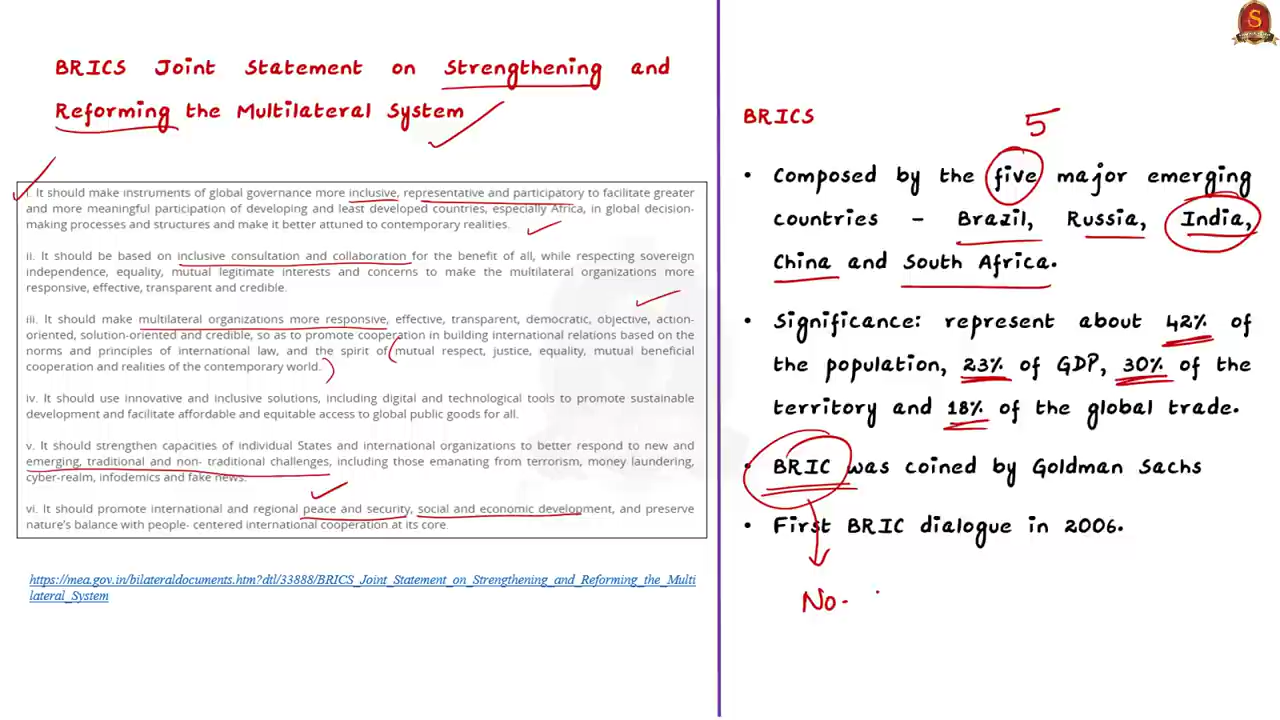 BRICS Joint Statement on Strengthening and
Reforming the Multilateral System
i. It should make instruments of global governance more inclusive, representative and participatory to facilitate greater
and more meaningful participation of developing and least developed countries, especially Africa, in global decision-
making processes and structures and make it better attuned to contemporary realities.
ii. It should be based on inclusive consultation and collaboration for the benefit of all, while respecting sovereign
independence, equality, mutual legitimate interests and concerns to make the multilateral organizations more
responsive, effective, transparent and credible.
iii. It should make multilateral organizations more responsive, effective, transparent, democratic, objective, action-
oriented, solution-oriented and credible, so as to promote cooperation in building international relations based on the
norms and principles of international law, and the spirit of mutual respect, justice, equality, mutual beneficial
cooperation and realities of the contemporary world.
iv. It should use innovative and inclusive solutions, including digital and technological tools to promote sustainable
development and facilitate affordable and equitable access to global public goods for all.
v. It should strengthen capacities of individual States and international organizations to better respond to new and
emerging, traditional and non- traditional challenges, including those emanating from terrorism, money laundering,
cyber-realm, infodemics and fake news.
vi. It should promote international and regional peace and security, social and economic development, and preserve
nature's balance with people- centered international cooperation at its core.
https://mea.gov.in/bilateraldocuments.htm?dtl/33888/BRICS_Joint_Statement_on_Strengthening_and_Reforming_the_Multi
lateral_System
S
BRICS
5
• Composed by the five major emerging
countries - Brazil, Russia, India,
China and South Africa.
• Significance: represent about 42% of
the population, 23% of GDP, 30% of the
territory and 18% of the global trade.
• BRIC was coined by Goldman Sachs
• First BRIC dialogue in 2006.
No.